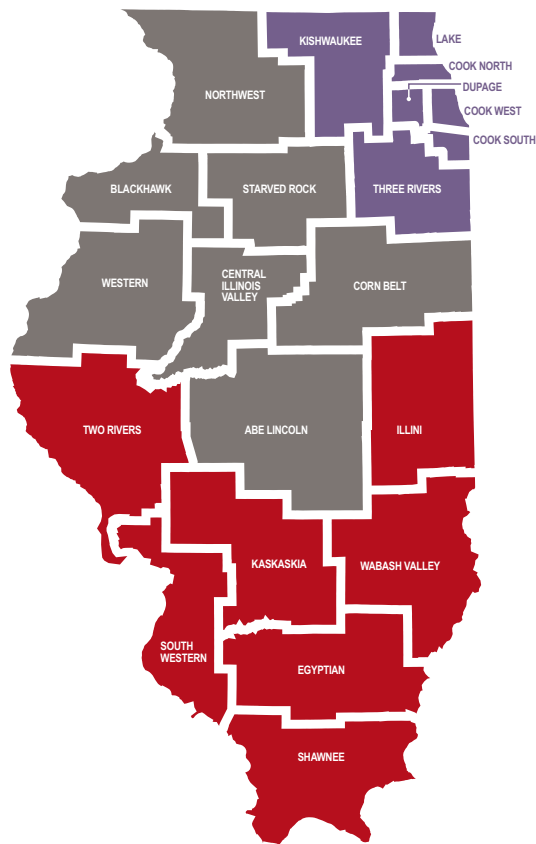 KISHWAUKEE
LAKE
COOK NORTH
DUPAGE
NORTHWEST
COOK WEST
COOK SOUTH
BLACKHAWK
STARVED ROCK
THREE RIVERS
WESTERN
CENTRAL
ILLINOIS
VALLEY
CORN BELT
TWO RIVERS
ABE LINCOLN
ILLINI
KASKASKIA
WABASH VALLEY
SOUTH
WESTERN
EGYPTIAN
SHAWNEE